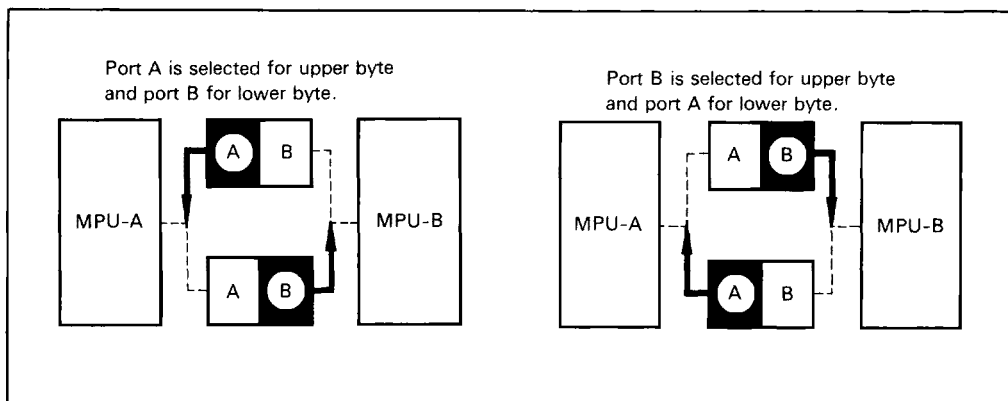 Port A is selected for upper byte
and port B for lower byte.
A B
MPU-A
MPU-B
A B
Port B is selected for upper byte
and port A for lower byte.
A B
MPU-A
MPU-B
A B